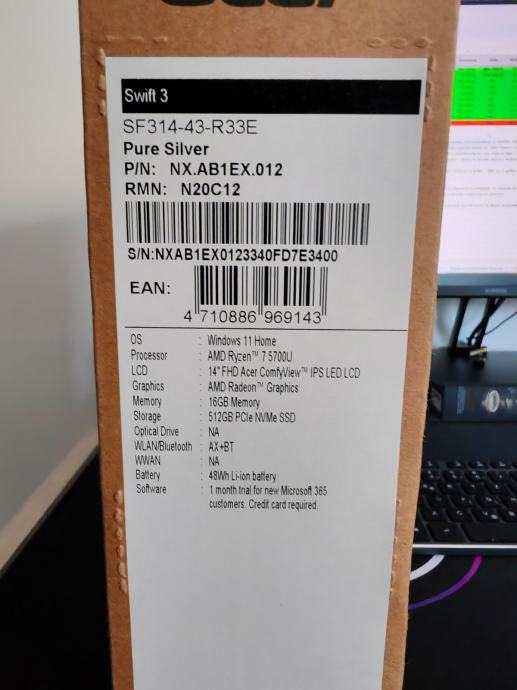 Swift 3
SF314-43-R33E
Pure Silver
P/N: NX.AB1EX.012
RMN: N20C12
S/N:NXAB1EX0123340FD7E3400
EAN:
4 710886 969143
OS : Windows 11 Home
Processor : AMD Ryzen™ 7 5700U
LCD : 14" FHD Acer ComfyView™ IPS LED LCD
Graphics : AMD Radeon™ Graphics
Memory : 16GB Memory
Storage : 512GB PCIe NVMe SSD
Optical Drive : NA
WLAN/Bluetooth : AX+BT
WWAN : NA
Battery : 48Wh Li-ion battery
Software : 1 month trial for new Microsoft 365
customers. Credit card required.